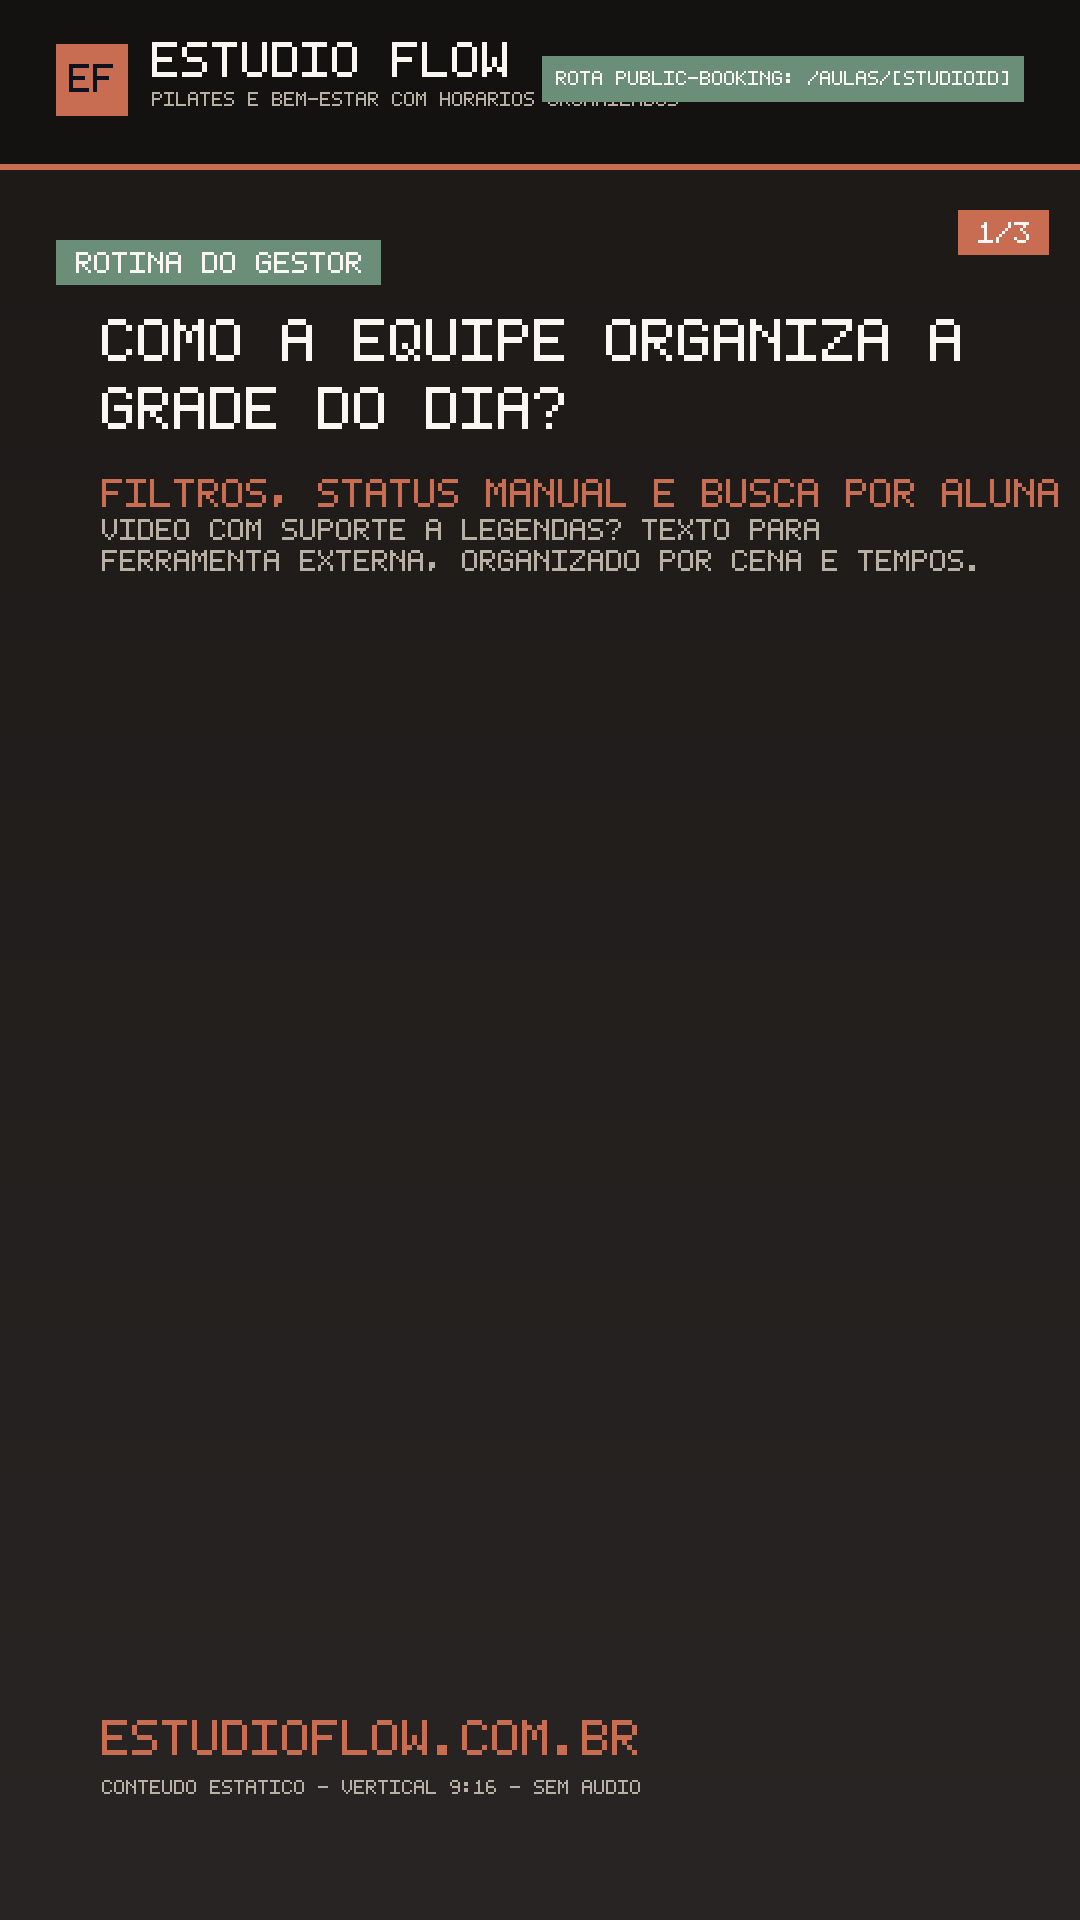 EF
ESTUDIO FLOW
PILATES E BEM-ESTAR COM HORARIOS
ROTA PUBLIC-BOOKING: /AULAS/[STUDIOID]
1/3
ROTINA DO GESTOR
COMO A EQUIPE ORGANIZA A
GRADE DO DIA?
FILTROS, STATUS MANUAL E BUSCA POR ALUNA
VIDEO COM SUPORTE A LEGENDAS? TEXTO PARA
FERRAMENTA EXTERNA, ORGANIZADO POR CENA E TEMPOS.
ESTUDIOFLOW.COM.BR
CONTEUDO ESTATICO - VERTICAL 9:16 - SEM AUDIO